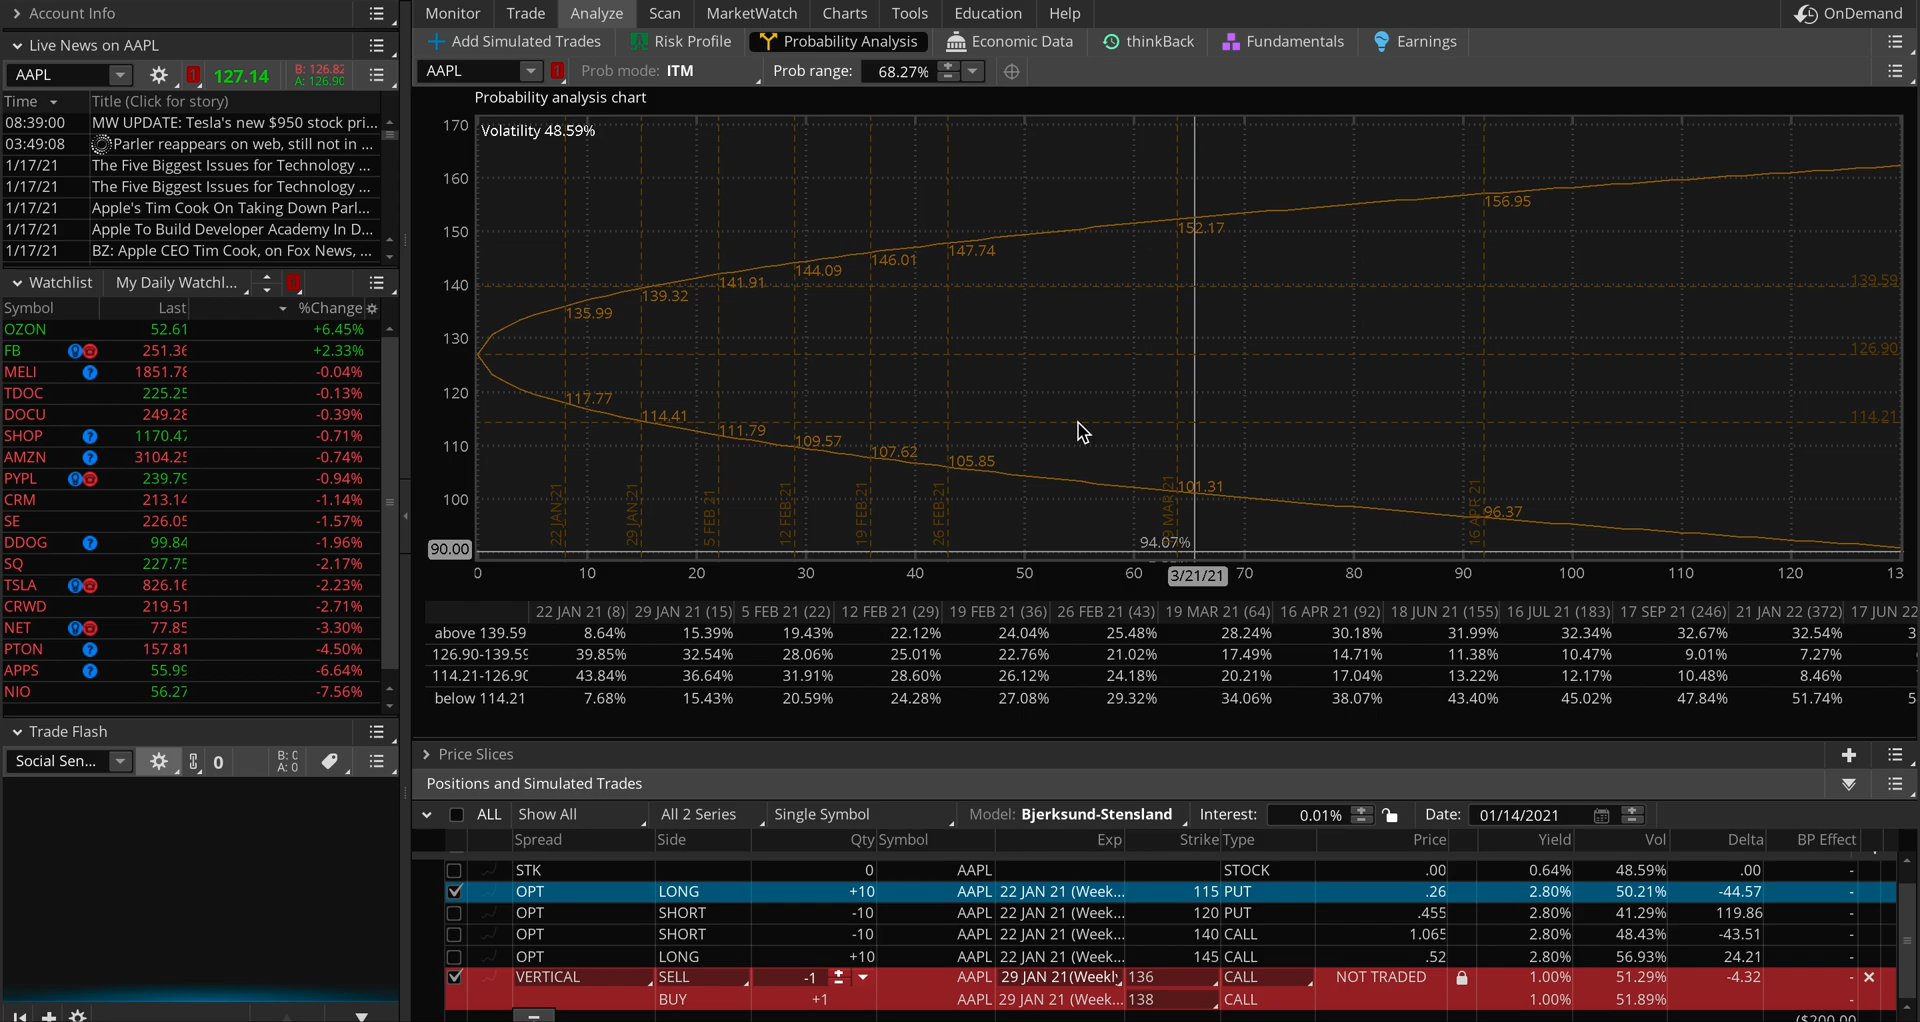 Account Info
Monitor Trade Analyze Scan MarketWatch Charts Tools Education Help OnDemand
Live News on AAPL
Add Simulated Trades Risk Profile Probability Analysis Economic Data thinkBack Fundamentals Earnings
AAPL 127.14 B: 126.82 A: 126.90
AAPL Prob mode: ITM Prob range: 68.27%
Time Title (Click for story)
08:39:00 MW UPDATE: Tesla's new $950 stock pri...
03:49:08 Parler reappears on web, still not in ...
1/17/21 The Five Biggest Issues for Technology ...
1/17/21 The Five Biggest Issues for Technology ...
1/17/21 Apple's Tim Cook On Taking Down Parl...
1/17/21 Apple To Build Developer Academy In D...
1/17/21 BZ: Apple CEO Tim Cook, on Fox News, ...
Watchlist My Daily Watchl...
Symbol Last %Change
OZON 52.61 +6.45%
FB 251.36 +2.33%
MELI 1851.78 -0.04%
TDOC 225.25 -0.13%
DOCU 249.28 -0.39%
SHOP 1170.47 -0.71%
AMZN 3104.25 -0.74%
PYPL 239.79 -0.94%
CRM 213.14 -1.14%
SE 226.05 -1.57%
DDOG 99.84 -1.96%
SQ 227.75 -2.17%
TSLA 826.16 -2.23%
CRWD 219.51 -2.71%
NET 77.85 -3.30%
PTON 157.81 -4.50%
APPS 55.99 -6.64%
NIO 56.27 -7.56%
Trade Flash
Social Sen... 0 B: 0 A: 0
Probability analysis chart
Volatility 48.59%
170
160
150
140
130
120
110
100
90.00
135.99 139.32 141.91 144.09 146.01 147.74 152.17 156.95
139.59
126.90
114.21
117.77 114.41 111.79 109.57 107.62 105.85 101.31 96.37
22 JAN 21 29 JAN 21 5 FEB 21 12 FEB 21 19 FEB 21 26 FEB 21 19 MAR 21 16 APR 21
94.07%
0 10 20 30 40 50 60 3/21/21 70 80 90 100 110 120 13
22 JAN 21 (8) 29 JAN 21 (15) 5 FEB 21 (22) 12 FEB 21 (29) 19 FEB 21 (36) 26 FEB 21 (43) 19 MAR 21 (64) 16 APR 21 (92) 18 JUN 21 (155) 16 JUL 21 (183) 17 SEP 21 (246) 21 JAN 22 (372) 17 JUN 22
above 139.59 8.64% 15.39% 19.43% 22.12% 24.04% 25.48% 28.24% 30.18% 31.99% 32.34% 32.67% 32.54% 3
126.90-139.59 39.85% 32.54% 28.06% 25.01% 22.76% 21.02% 17.49% 14.71% 11.38% 10.47% 9.01% 7.27%
114.21-126.90 43.84% 36.64% 31.91% 28.60% 26.12% 24.18% 20.21% 17.04% 13.22% 12.17% 10.48% 8.46%
below 114.21 7.68% 15.43% 20.59% 24.28% 27.08% 29.32% 34.06% 38.07% 43.40% 45.02% 47.84% 51.74% 5
Price Slices
Positions and Simulated Trades
ALL Show All All 2 Series Single Symbol Model: Bjerksund-Stensland Interest: 0.01% Date: 01/14/2021
Spread Side Qty Symbol Exp Strike Type Price Yield Vol Delta BP Effect
STK 0 AAPL STOCK .00 0.64% 48.59% .00 -
OPT LONG +10 AAPL 22 JAN 21 (Week... 115 PUT .26 2.80% 50.21% -44.57 -
OPT SHORT -10 AAPL 22 JAN 21 (Week... 120 PUT .455 2.80% 41.29% 119.86 -
OPT SHORT -10 AAPL 22 JAN 21 (Week... 140 CALL 1.065 2.80% 48.43% -43.51 -
OPT LONG +10 AAPL 22 JAN 21 (Week... 145 CALL .52 2.80% 56.93% 24.21 -
VERTICAL SELL -1 AAPL 29 JAN 21 (Weekly 136 CALL NOT TRADED 1.00% 51.29% -4.32 -
BUY +1 AAPL 29 JAN 21 (Week... 138 CALL 1.00% 51.89% -
($200.00